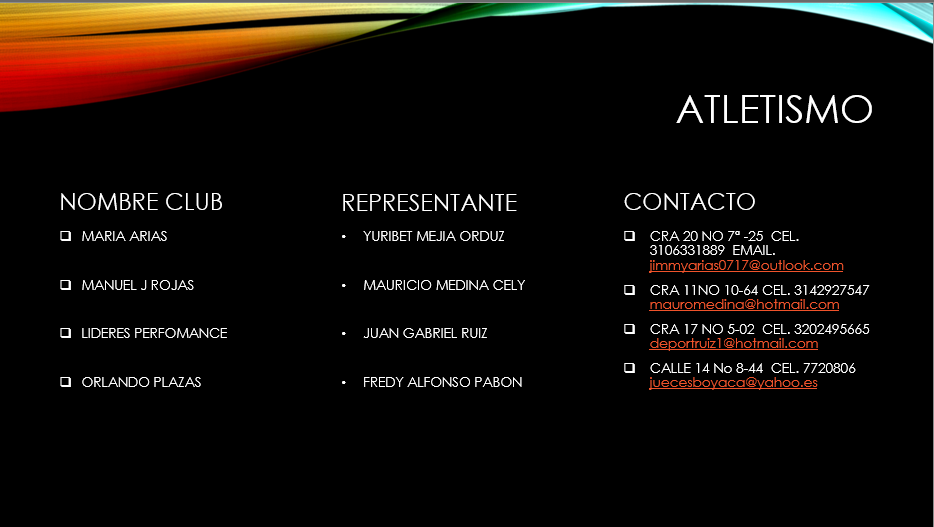 ATLETISMO
NOMBRE CLUB
MARIA ARIAS
MANUEL J ROJAS
LIDERES PERFOMANCE
ORLANDO PLAZAS
REPRESENTANTE
YURIBET MEJIA ORDUZ
MAURICIO MEDINA CELY
JUAN GABRIEL RUIZ
FREDY ALFONSO PABON
CONTACTO
CRA 20 NO 7ª -25 CEL.
3106331889 EMAIL.
jimmyarias0717@outlook.com
CRA 11NO 10-64 CEL. 3142927547
mauromedina@hotmail.com
CRA 17 NO 5-02 CEL. 3202495665
deportruiz1@hotmail.com
CALLE 14 No 8-44 CEL. 7720806
juecesboyaca@yahoo.es